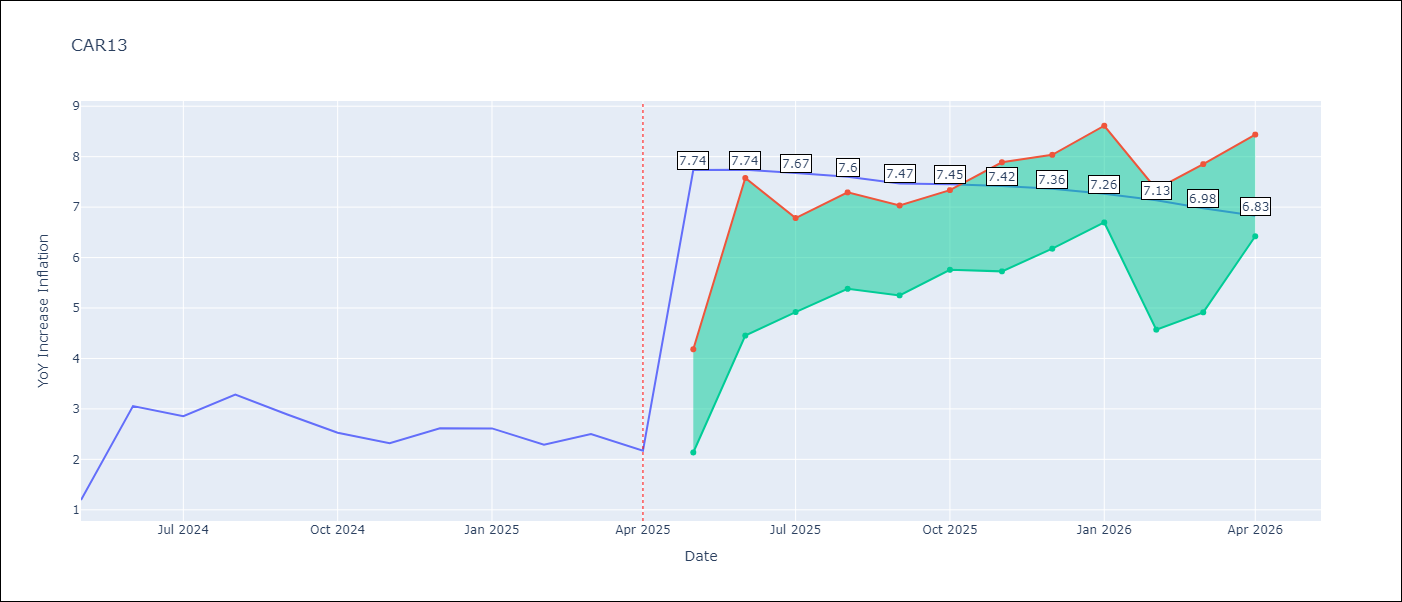 CAR13
9
8
7
6
5
4
3
2
1
YoY Increase Inflation
7.74
7.74
7.67
7.6
7.47
7.45
7.42
7.36
7.26
7.13
6.98
6.83
Jul 2024
Oct 2024
Jan 2025
Apr 2025
Jul 2025
Oct 2025
Jan 2026
Apr 2026
Date